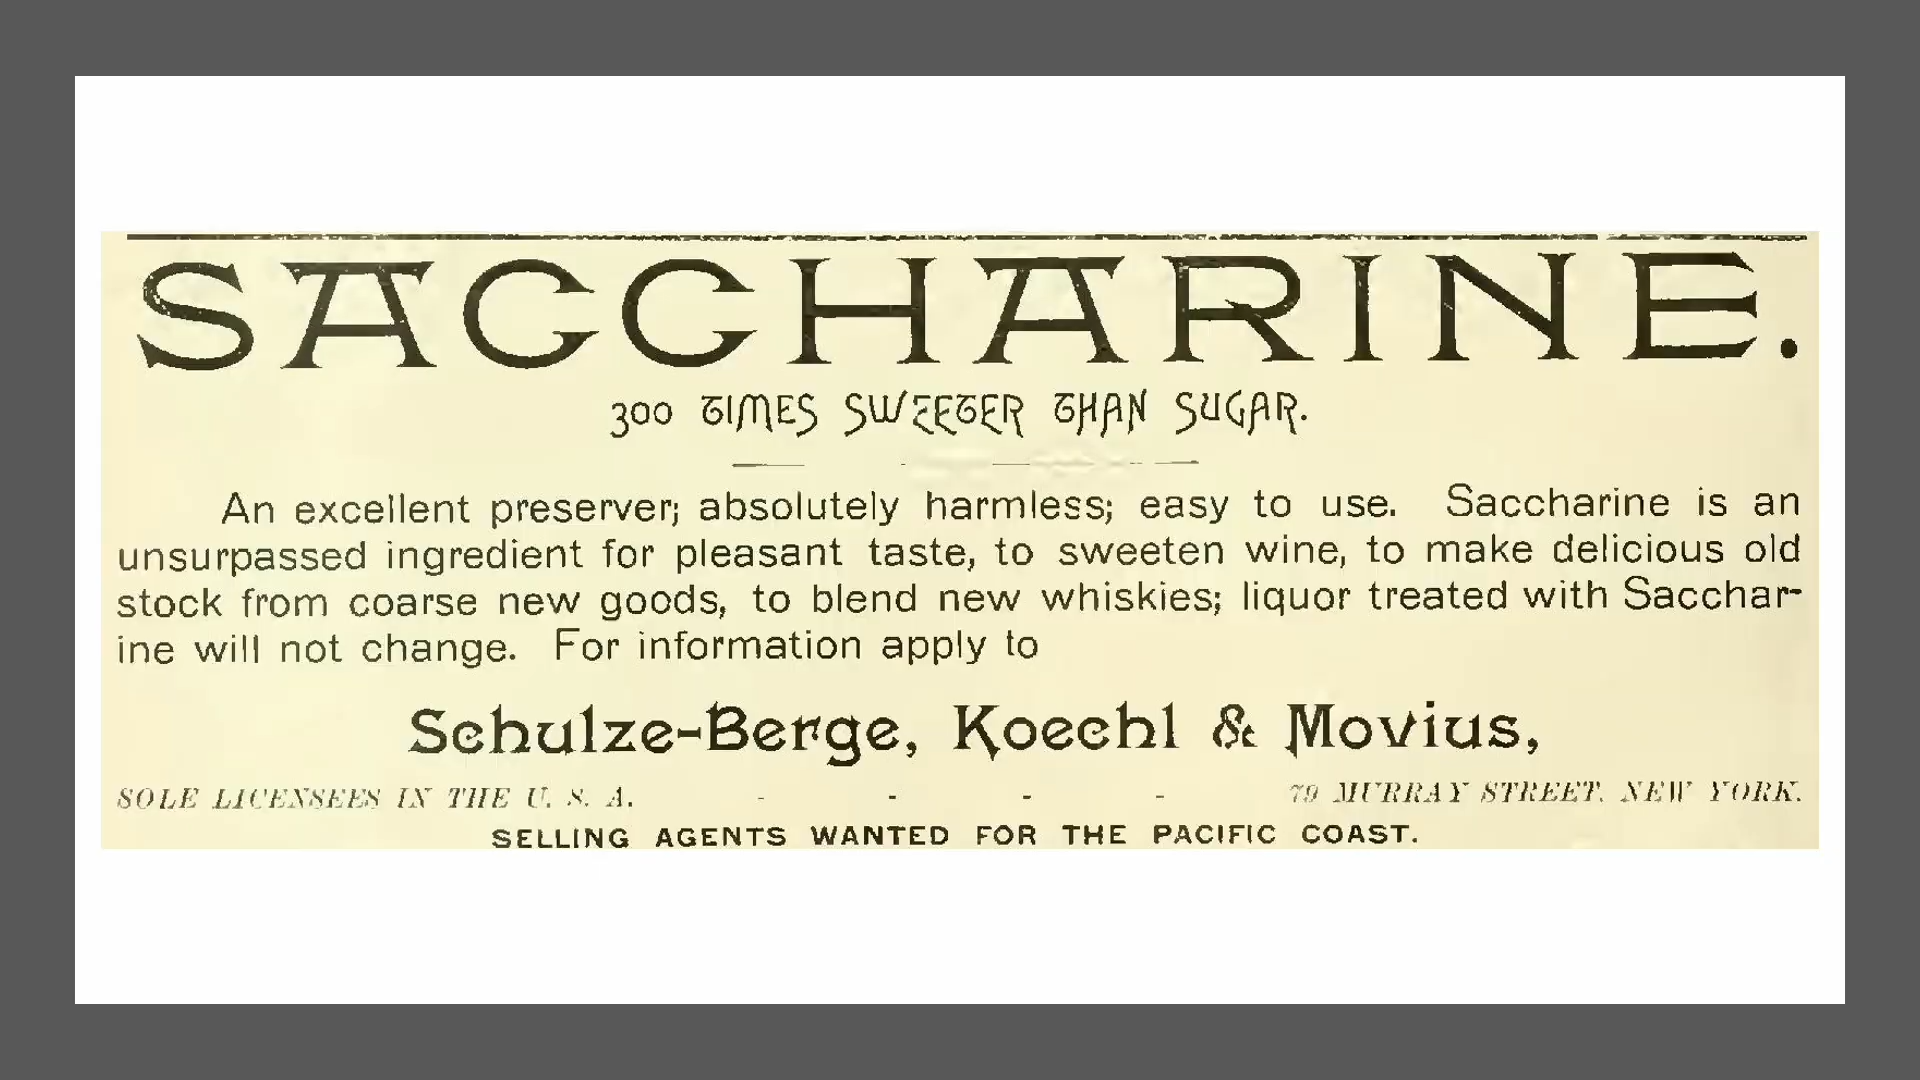 SACCHARINE.
300 TIMES SWEETER THAN SUGAR.
An excellent preserver; absolutely harmless; easy to use. Saccharine is an
unsurpassed ingredient for pleasant taste, to sweeten wine, to make delicious old
stock from coarse new goods, to blend new whiskies; liquor treated with Sacchar-
ine will not change. For information apply to
Schulze-Berge, Koechl & Movius,
SOLE LICENSEES IN THE U. S. A. - - - - 79 MURRAY STREET, NEW YORK.
SELLING AGENTS WANTED FOR THE PACIFIC COAST.